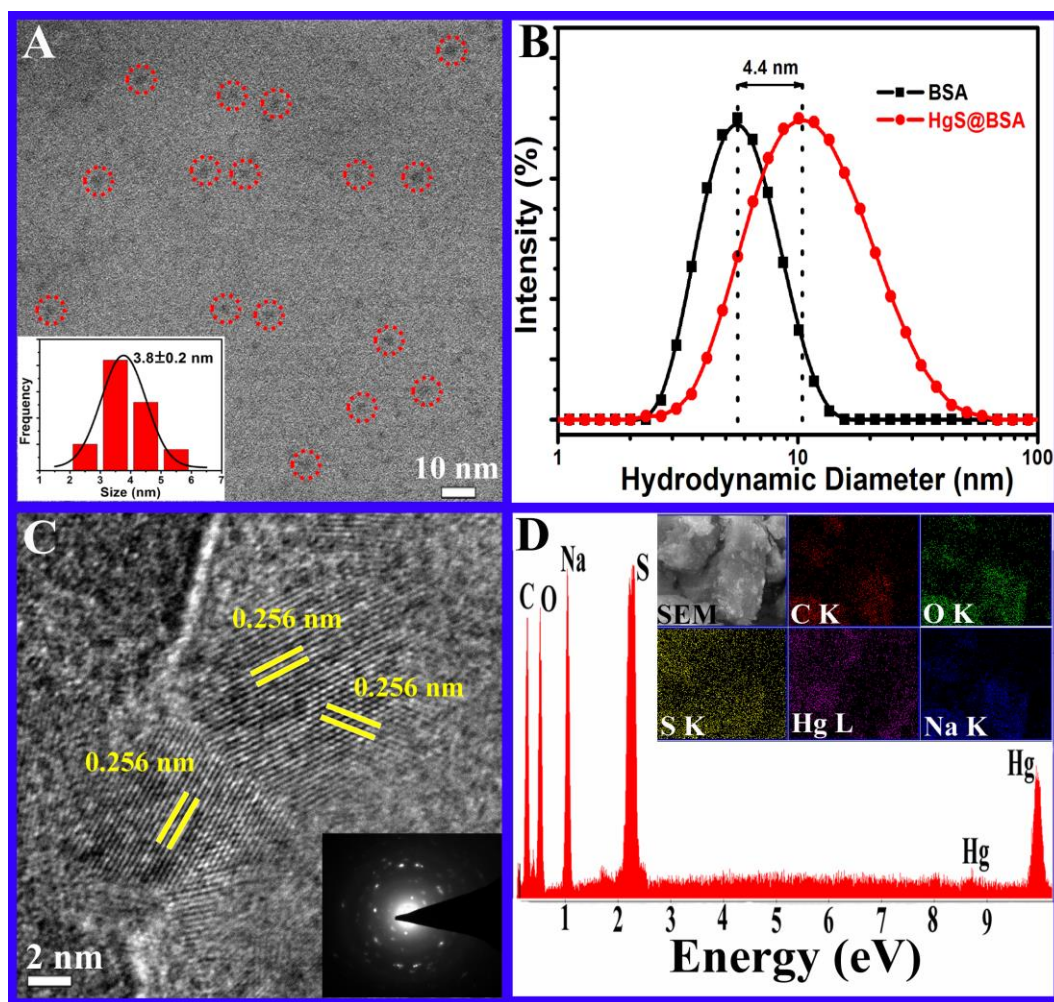 A
3.8±0.2 nm
Frequency
1 2 3 4 5 6 7
Size (nm)
10 nm
B
4.4 nm
BSA
HgS@BSA
Intensity (%)
1 10 100
Hydrodynamic Diameter (nm)
C
0.256 nm
0.256 nm
0.256 nm
2 nm
D
C O Na S
SEM
C K
O K
S K
Hg L
Na K
Hg
Hg
1 2 3 4 5 6 7 8 9
Energy (eV)